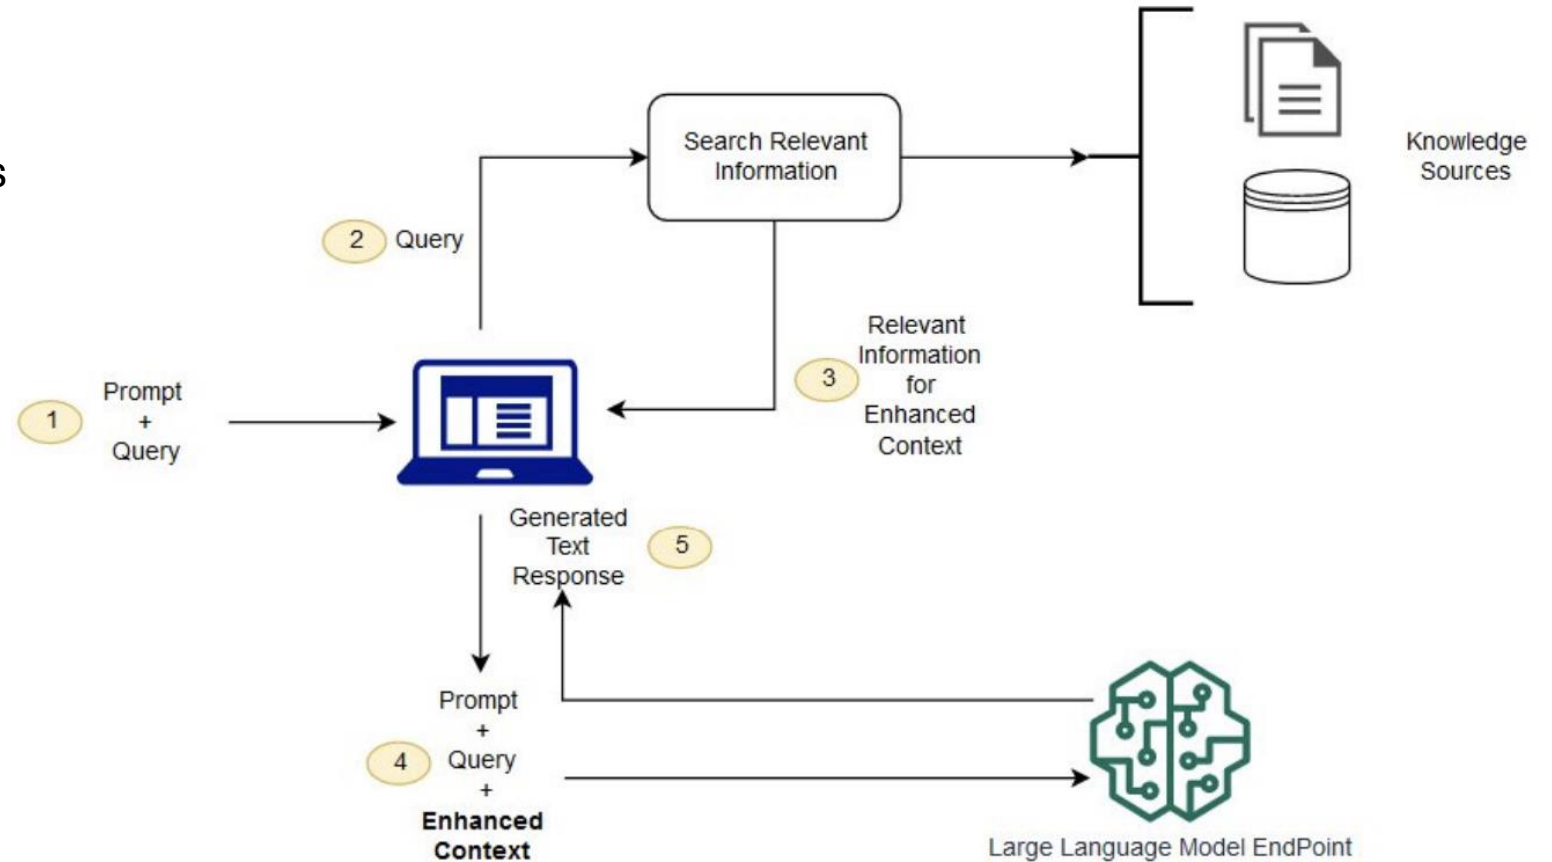 Search Relevant
Information
Knowledge
Sources
s
2 Query
Relevant
Information
for
Enhanced
Context
3
1
Prompt
+
Query
Generated
Text
Response
5
Prompt
+
Query
+
Enhanced
Context
4
Large Language Model EndPoint